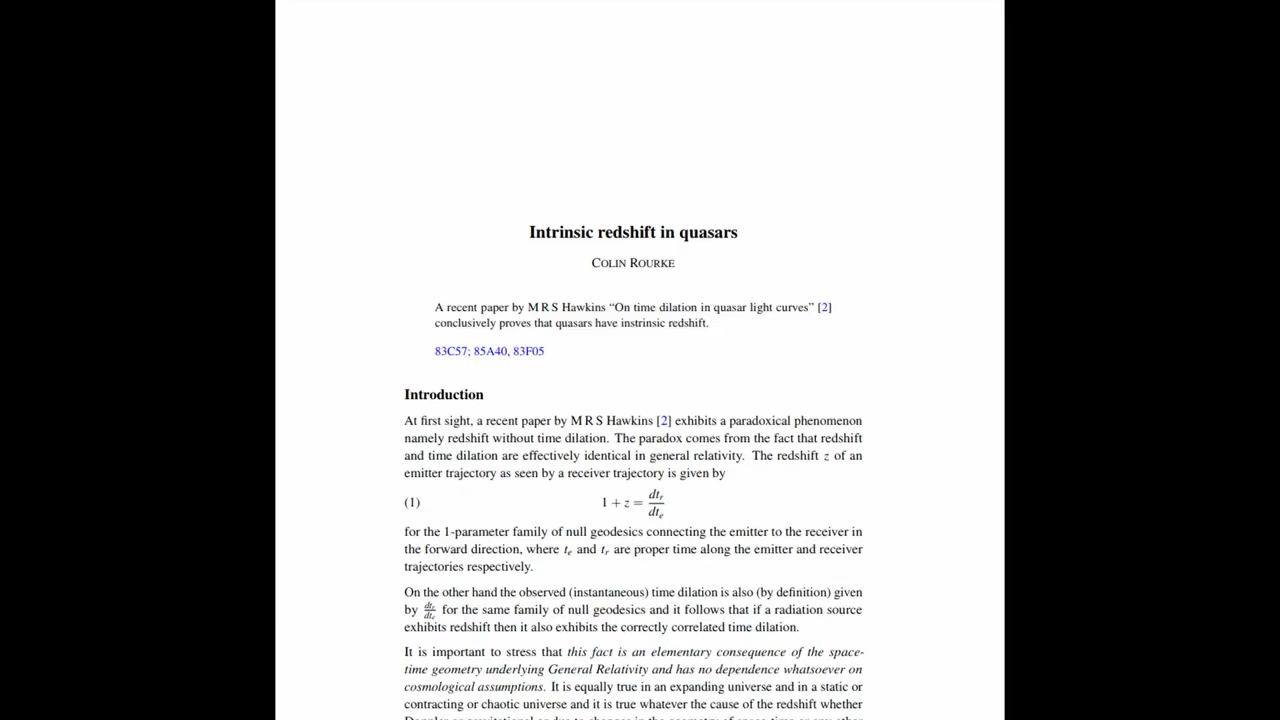 Intrinsic redshift in quasars
COLIN ROURKE
A recent paper by M R S Hawkins “On time dilation in quasar light curves” [2]
conclusively proves that quasars have instrinsic redshift.
83C57; 85A40, 83F05
Introduction
At first sight, a recent paper by M R S Hawkins [2] exhibits a paradoxical phenomenon
namely redshift without time dilation. The paradox comes from the fact that redshift
and time dilation are effectively identical in general relativity. The redshift z of an
emitter trajectory as seen by a receiver trajectory is given by
(1) 1 + z = dt_r/dt_e
for the 1-parameter family of null geodesics connecting the emitter to the receiver in
the forward direction, where t_e and t_r are proper time along the emitter and receiver
trajectories respectively.
On the other hand the observed (instantaneous) time dilation is also (by definition) given
by dt_r/dt_e for the same family of null geodesics and it follows that if a radiation source
exhibits redshift then it also exhibits the correctly correlated time dilation.
It is important to stress that this fact is an elementary consequence of the space-
time geometry underlying General Relativity and has no dependence whatsoever on
cosmological assumptions. It is equally true in an expanding universe and in a static or
contracting or chaotic universe and it is true whatever the cause of the redshift whether